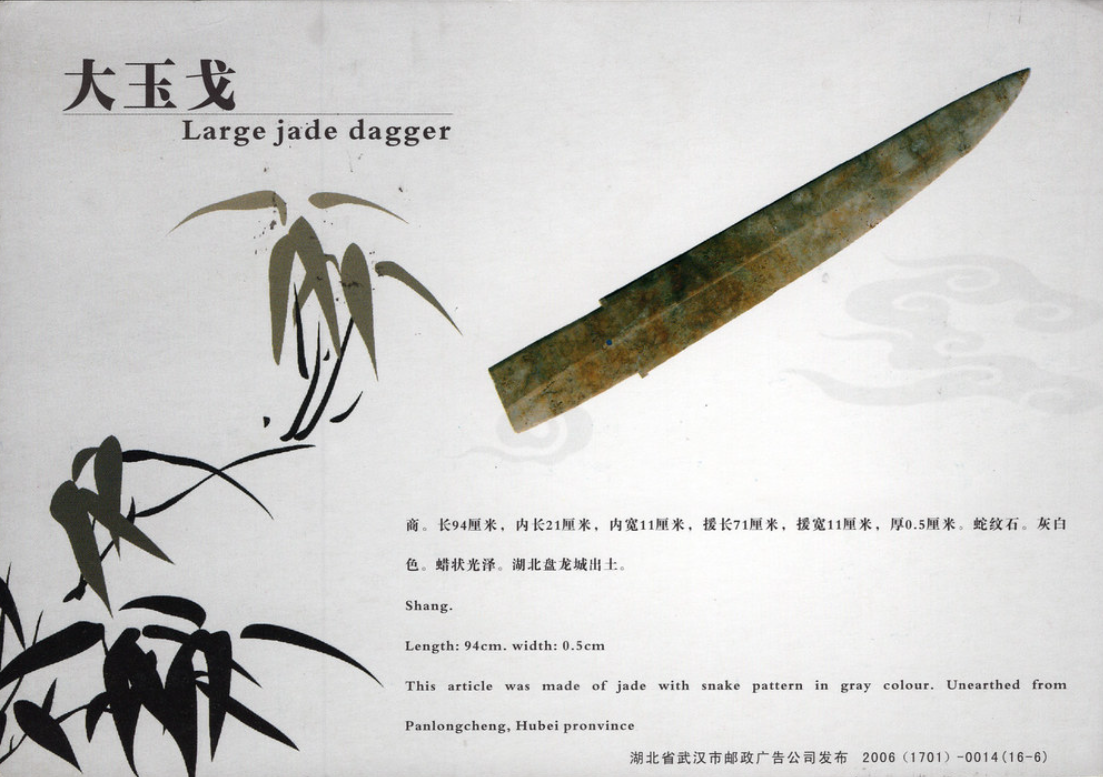 大玉戈
Large jade dagger
商。长94厘米，内长21厘米，内宽11厘米，援长71厘米，援宽11厘米，厚0.5厘米。蛇纹石。灰白
色。蜡状光泽。湖北盘龙城出土。
Shang.
Length: 94cm. width: 0.5cm
This article was made of jade with snake pattern in gray colour. Unearthed from
Panlongcheng, Hubei pronvince
湖北省武汉市邮政广告公司发布 2006（1701）-0014(16-6)